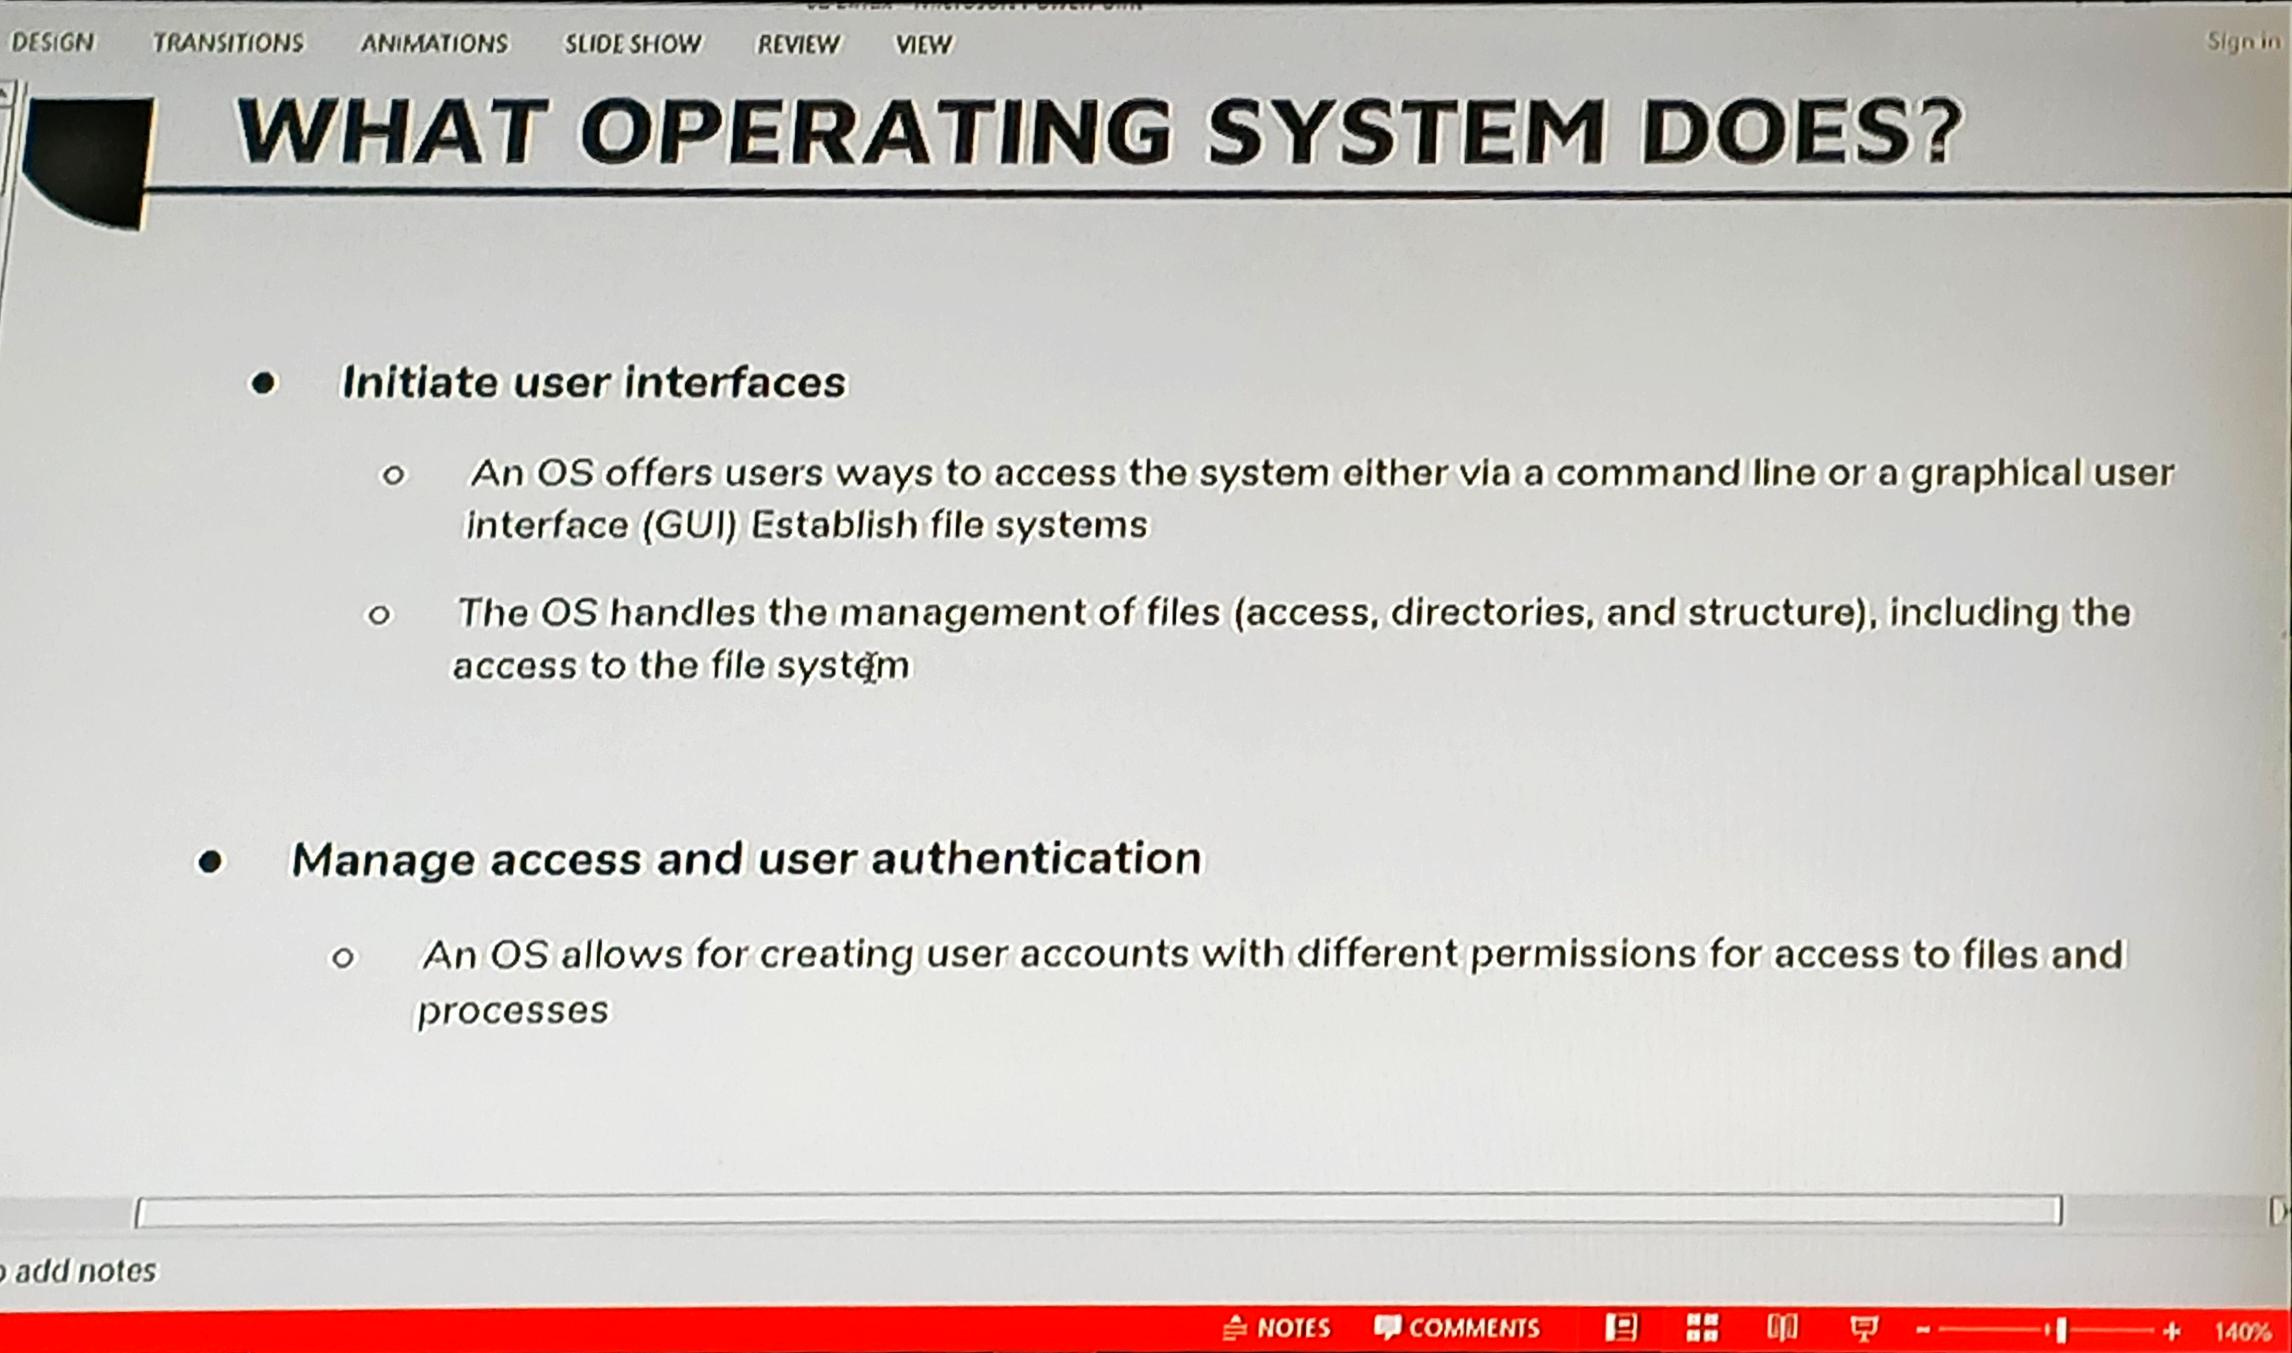 DESIGN TRANSITIONS ANIMATIONS SLIDE SHOW REVIEW VIEW Sign in
WHAT OPERATING SYSTEM DOES?
● Initiate user interfaces
o An OS offers users ways to access the system either via a command line or a graphical user
interface (GUI) Establish file systems
o The OS handles the management of files (access, directories, and structure), including the
access to the file system
● Manage access and user authentication
o An OS allows for creating user accounts with different permissions for access to files and
processes
add notes
NOTES COMMENTS 140%